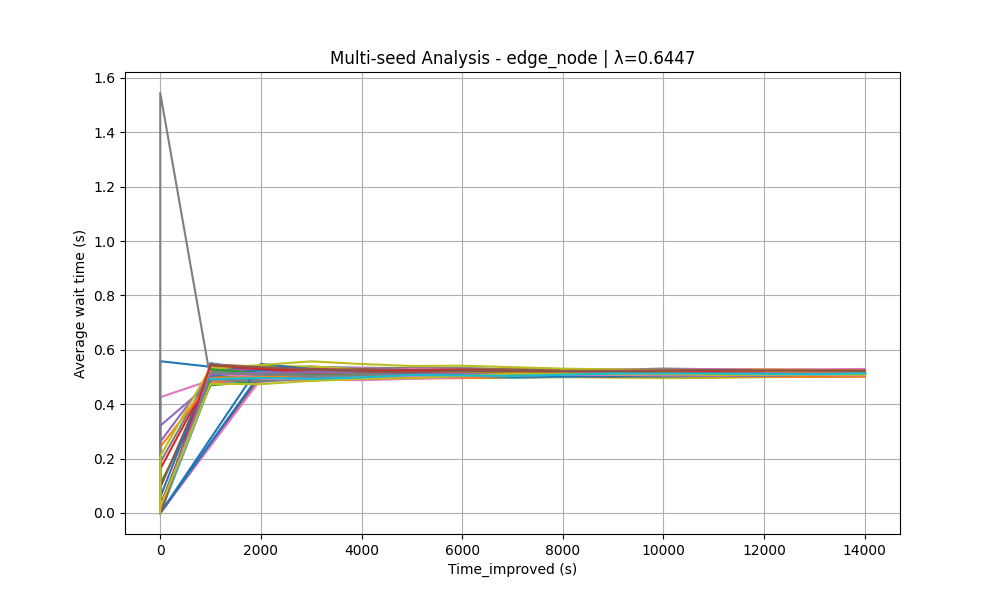 Multi-seed Analysis - edge_node | λ=0.6447
1.6
1.4
1.2
1.0
0.8
0.6
0.4
0.2
0.0
Average wait time (s)
0 2000 4000 6000 8000 10000 12000 14000
Time_improved (s)